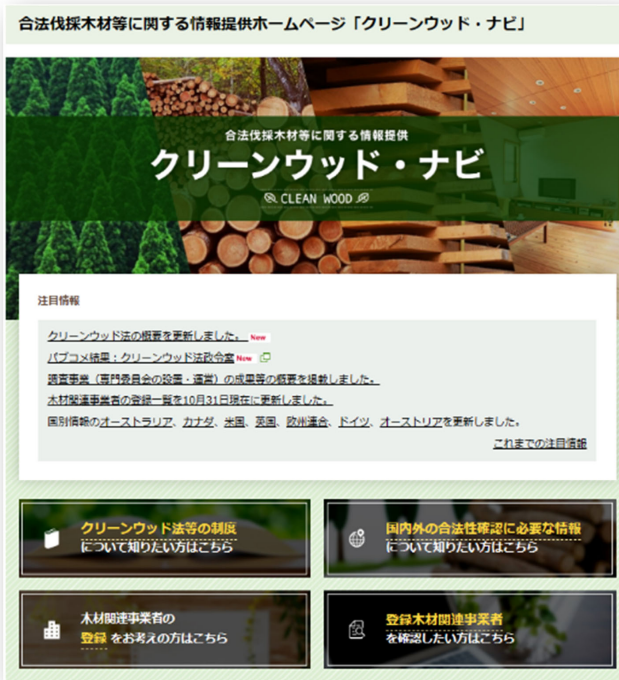 合法伐採木材等に関する情報提供ホームページ「クリーンウッド・ナビ」
合法伐採木材等に関する情報提供
クリーンウッド・ナビ
CLEAN WOOD
注目情報
クリーンウッド法の概要を更新しました。 New
パブコメ結果：クリーンウッド法政令案 New
調査事業（専門委員会の設置・運営）の成果等の概要を掲載しました。
木材関連事業者の登録一覧を10月31日現在に更新しました。
国別情報のオーストラリア、カナダ、米国、英国、欧州連合、ドイツ、オーストリアを更新しました。
これまでの注目情報
クリーンウッド法等の制度
について知りたい方はこちら
国内外の合法性確認に必要な情報
について知りたい方はこちら
木材関連事業者の
登録 をお考えの方はこちら
登録木材関連事業者
を確認したい方はこちら